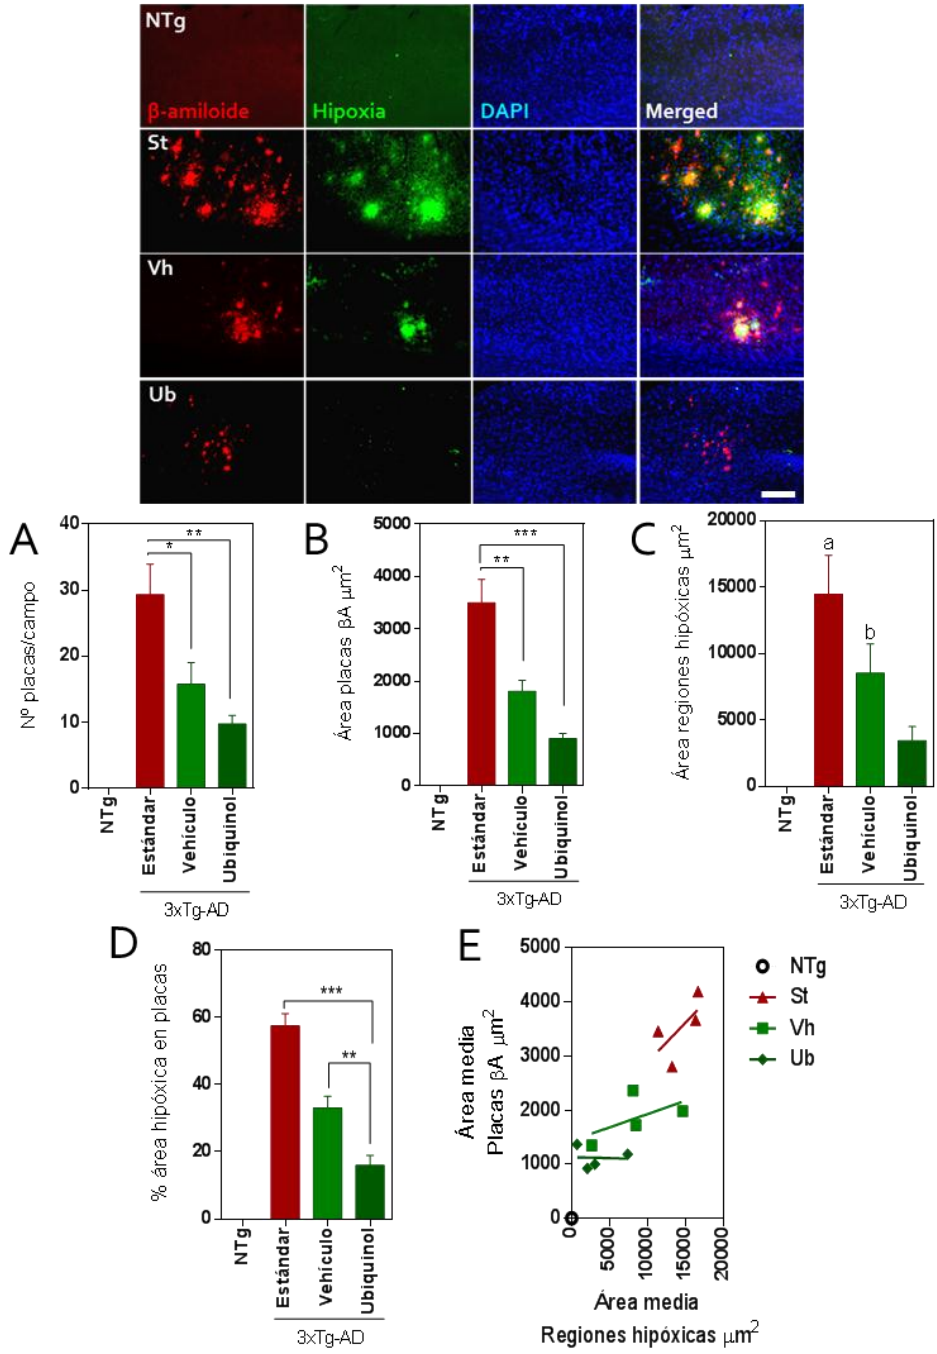 NTg
β-amiloide
Hipoxia
DAPI
Merged
St
Vh
Ub
A
Nº placas/campo
40
30
20
10
0
*
**
NTg
Estándar
Vehículo
Ubiquinol
3xTg-AD
B
Área placas βA μm²
5000
4000
3000
2000
1000
0
**
***
NTg
Estándar
Vehículo
Ubiquinol
3xTg-AD
C
Área regiones hipóxicas μm²
20000
15000
10000
5000
0
a
b
NTg
Estándar
Vehículo
Ubiquinol
3xTg-AD
D
% área hipóxica en placas
80
60
40
20
0
***
**
NTg
Estándar
Vehículo
Ubiquinol
3xTg-AD
E
Área media
Placas βA μm²
5000
4000
3000
2000
1000
0
0
5000
10000
15000
20000
Área media
Regiones hipóxicas μm²
NTg
St
Vh
Ub